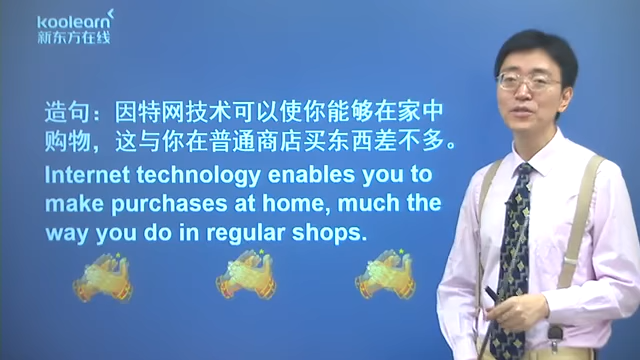 koolearn
新东方在线
造句：因特网技术可以使你能够在家中
购物，这与你在普通商店买东西差不多。
Internet technology enables you to
make purchases at home, much the
way you do in regular shops.